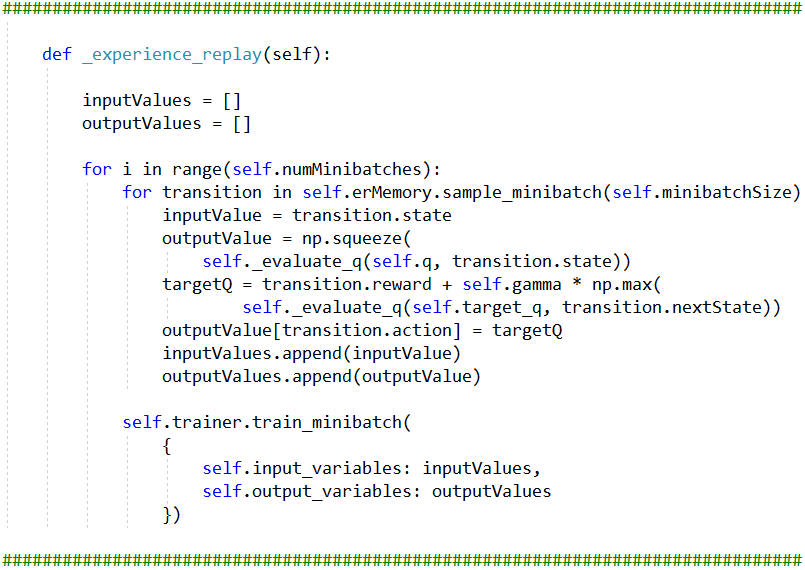 ################################################################################
def _experience_replay(self):
inputValues = []
outputValues = []
for i in range(self.numMinibatches):
for transition in self.erMemory.sample_minibatch(self.minibatchSize)
inputValue = transition.state
outputValue = np.squeeze(
self._evaluate_q(self.q, transition.state))
targetQ = transition.reward + self.gamma * np.max(
self._evaluate_q(self.target_q, transition.nextState))
outputValue[transition.action] = targetQ
inputValues.append(inputValue)
outputValues.append(outputValue)
self.trainer.train_minibatch(
{
self.input_variables: inputValues,
self.output_variables: outputValues
})
################################################################################